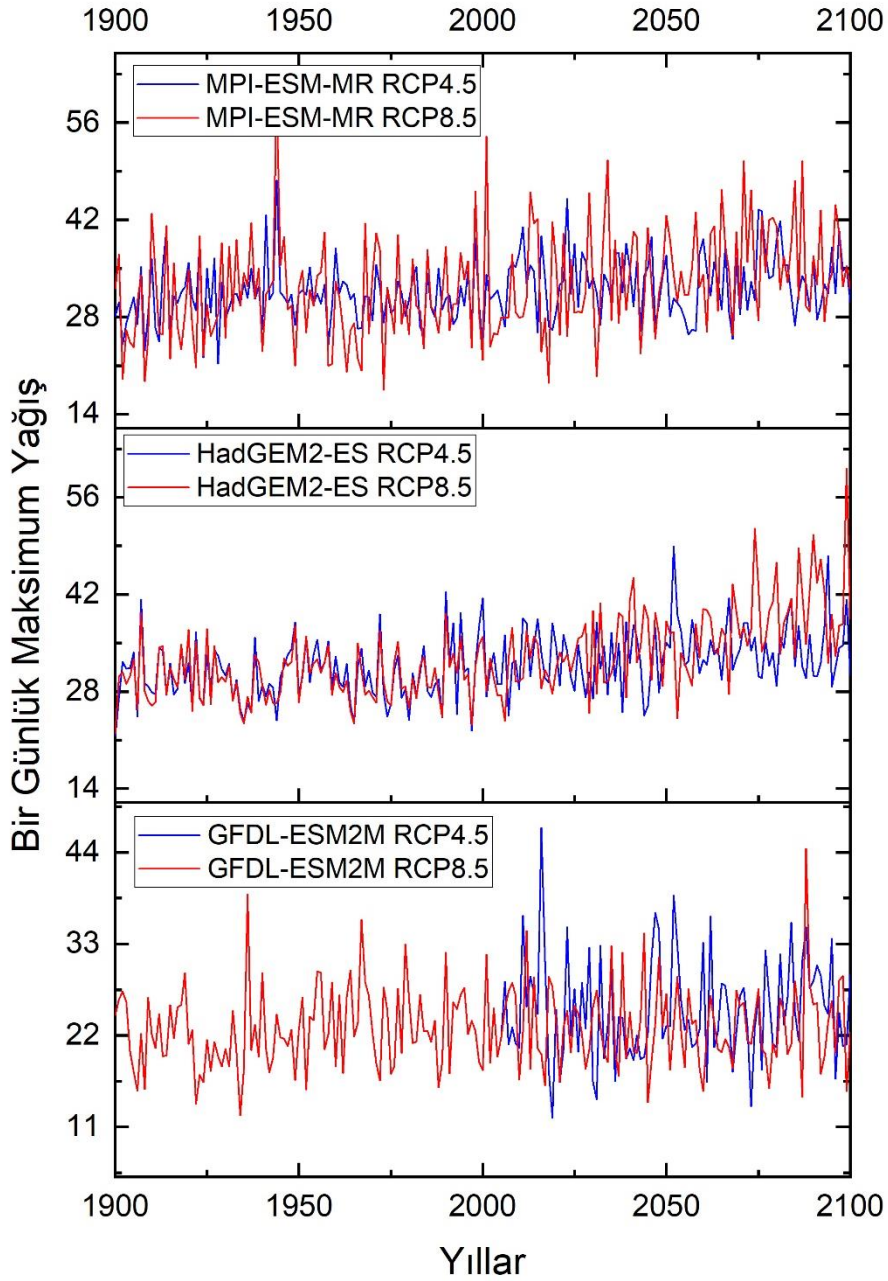 1900 1950 2000 2050 2100
MPI-ESM-MR RCP4.5
MPI-ESM-MR RCP8.5
56
42
28
14
HadGEM2-ES RCP4.5
HadGEM2-ES RCP8.5
56
42
28
14
Bir Günlük Maksimum Yağış
GFDL-ESM2M RCP4.5
GFDL-ESM2M RCP8.5
44
33
22
11
1900 1950 2000 2050 2100
Yıllar